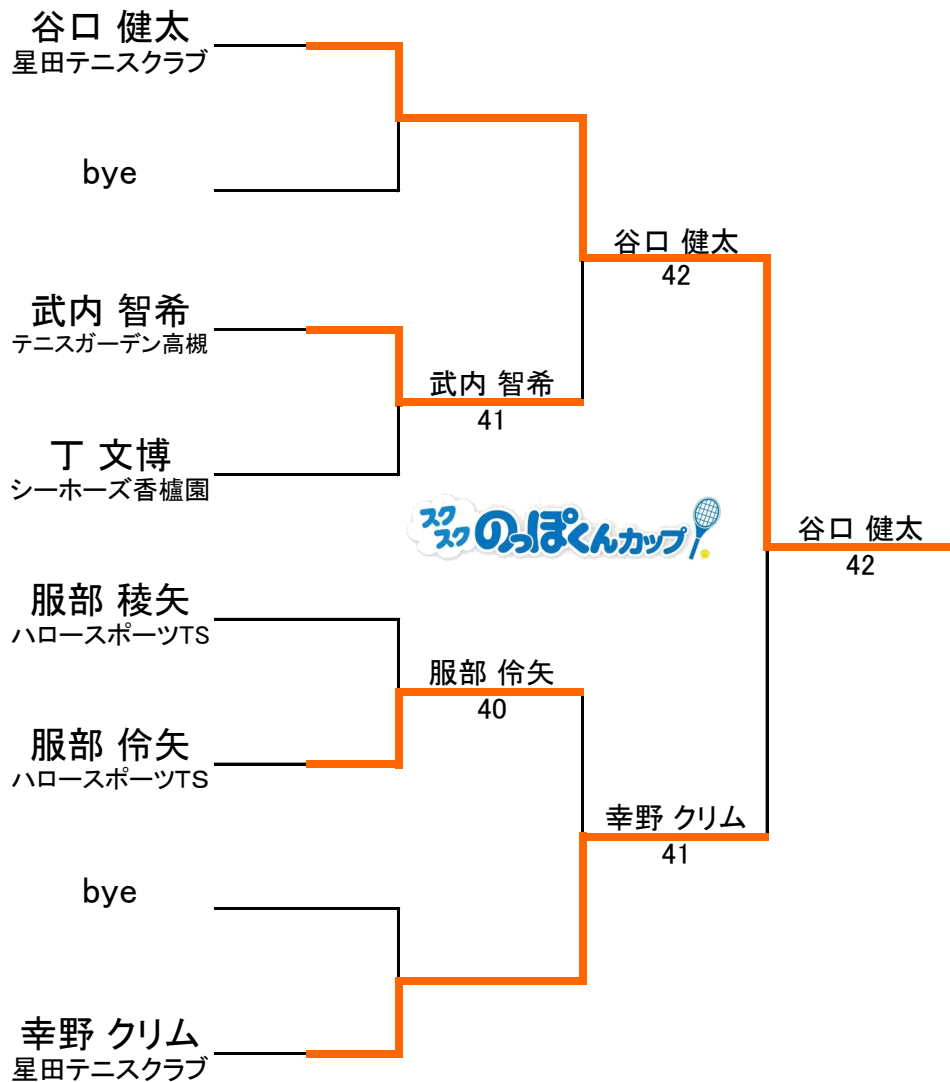 谷口 健太
星田テニスクラブ
bye
谷口 健太
42
武内 智希
テニスガーデン高槻
武内 智希
41
丁 文博
シーホーズ香櫨園
スク
スク のっぽくんカップ
谷口 健太
42
服部 稜矢
ハロースポーツTS
服部 伶矢
40
服部 伶矢
ハロースポーツTS
幸野 クリム
41
bye
幸野 クリム
星田テニスクラブ